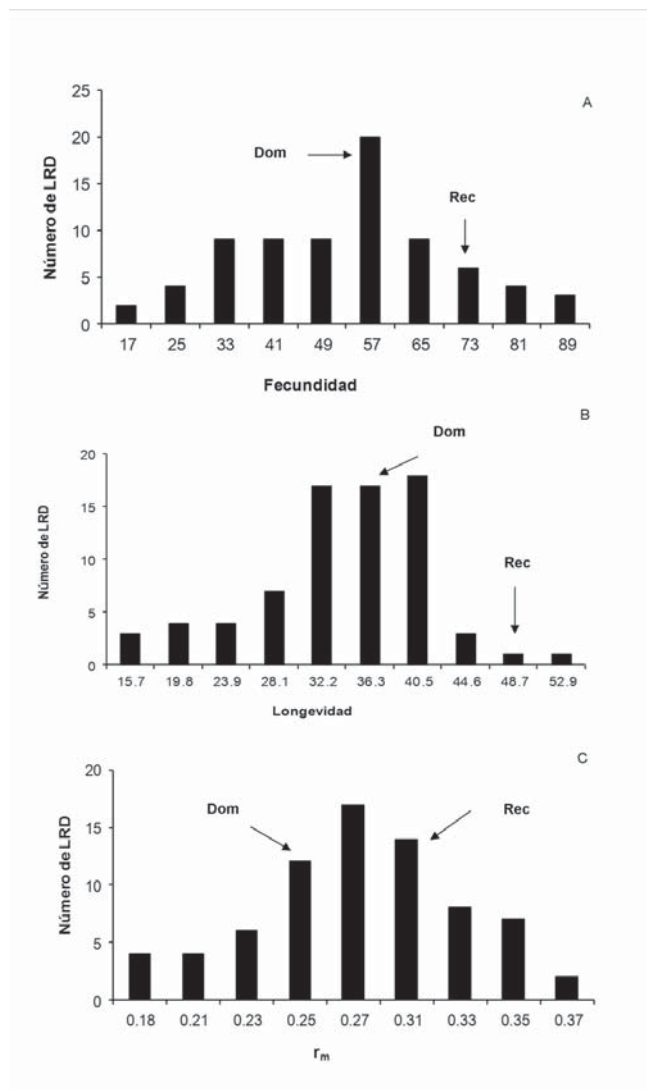 A
25
20
15
10
5
0
Número de LRD
Dom
Rec
17 25 33 41 49 57 65 73 81 89
Fecundidad
B
20
15
10
5
0
Número de LRD
Dom
Rec
15.7 19.8 23.9 28.1 32.2 36.3 40.5 44.6 48.7 52.9
Longevidad
C
20
15
10
5
0
Número de LRD
Dom
Rec
0.18 0.21 0.23 0.25 0.27 0.31 0.33 0.35 0.37
rm